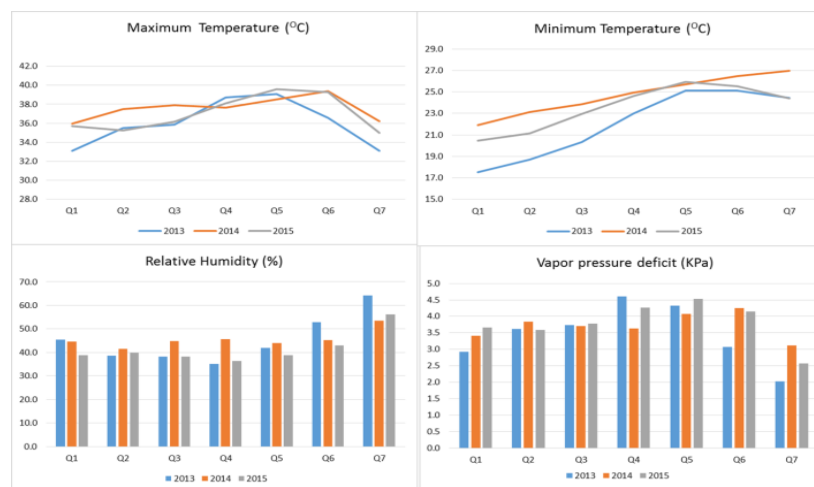 Maximum Temperature (ᴼC)
42.0
40.0
38.0
36.0
34.0
32.0
30.0
28.0
Q1 Q2 Q3 Q4 Q5 Q6 Q7
2013 2014 2015
Minimum Temperature (ᴼC)
29.0
27.0
25.0
23.0
21.0
19.0
17.0
15.0
Q1 Q2 Q3 Q4 Q5 Q6 Q7
2013 2014 2015
Relative Humidity (%)
70.0
60.0
50.0
40.0
30.0
20.0
10.0
0.0
Q1 Q2 Q3 Q4 Q5 Q6 Q7
2013 2014 2015
Vapor pressure deficit (KPa)
5.0
4.5
4.0
3.5
3.0
2.5
2.0
1.5
1.0
0.5
0.0
Q1 Q2 Q3 Q4 Q5 Q6 Q7
2013 2014 2015